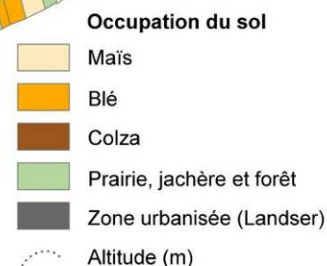 Occupation du sol
Maïs
Blé
Colza
Prairie, jachère et forêt
Zone urbanisée (Landser)
Altitude (m)